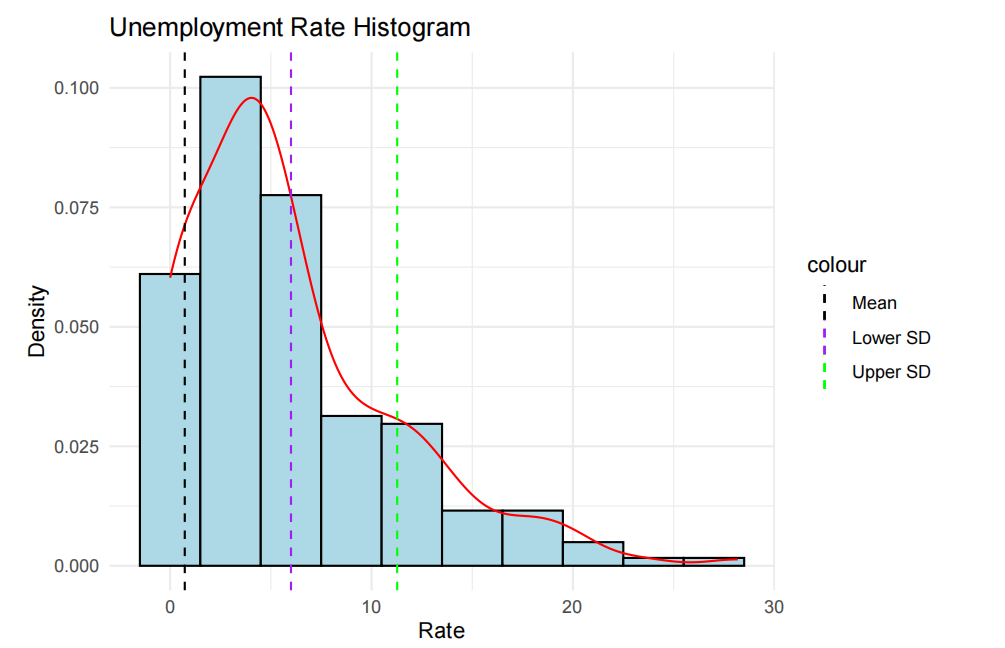 Unemployment Rate Histogram
0.100
0.075
0.050
0.025
0.000
Density
0
10
20
30
Rate
colour
Mean
Lower SD
Upper SD